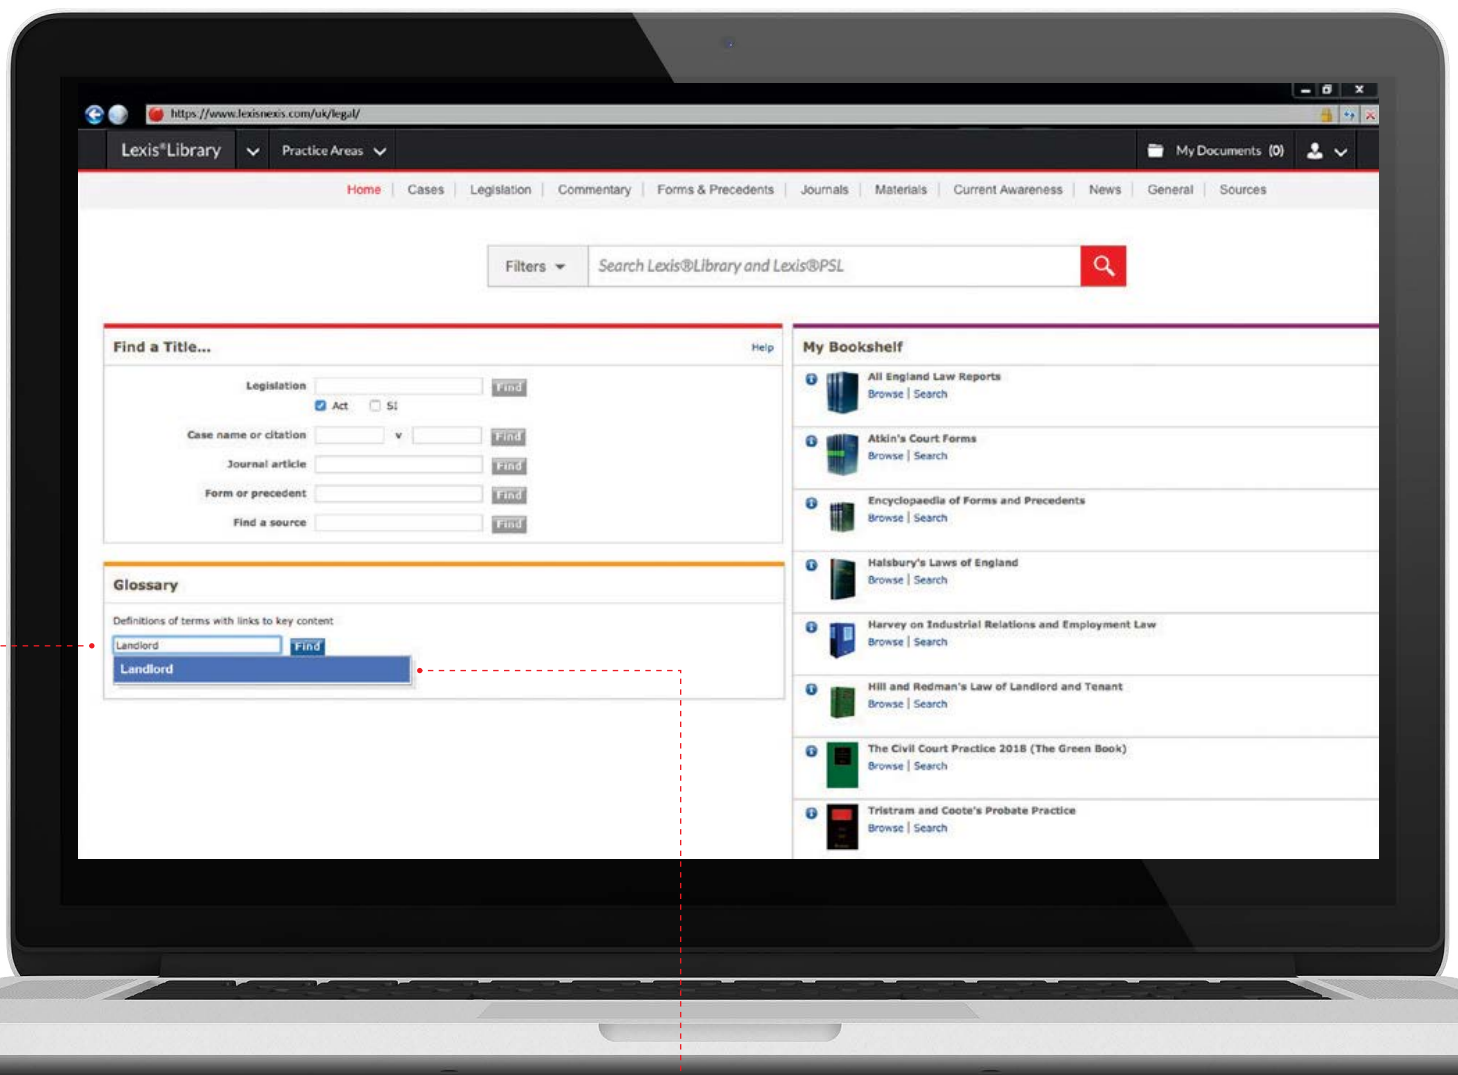 https://www.lexisnexis.com/uk/legal/
Lexis®Library Practice Areas My Documents (0)
Home Cases Legislation Commentary Forms & Precedents Journals Materials Current Awareness News General Sources
Filters Search Lexis®Library and Lexis®PSL
Find a Title... Help
Legislation Find
Act SI
Case name or citation v Find
Journal article Find
Form or precedent Find
Find a source Find
Glossary
Definitions of terms with links to key content
Landlord Find
Landlord
My Bookshelf
All England Law Reports
Browse | Search
Atkin's Court Forms
Browse | Search
Encyclopaedia of Forms and Precedents
Browse | Search
Halsbury's Laws of England
Browse | Search
Harvey on Industrial Relations and Employment Law
Browse | Search
Hill and Redman's Law of Landlord and Tenant
Browse | Search
The Civil Court Practice 2018 (The Green Book)
Browse | Search
Tristram and Coote's Probate Practice
Browse | Search